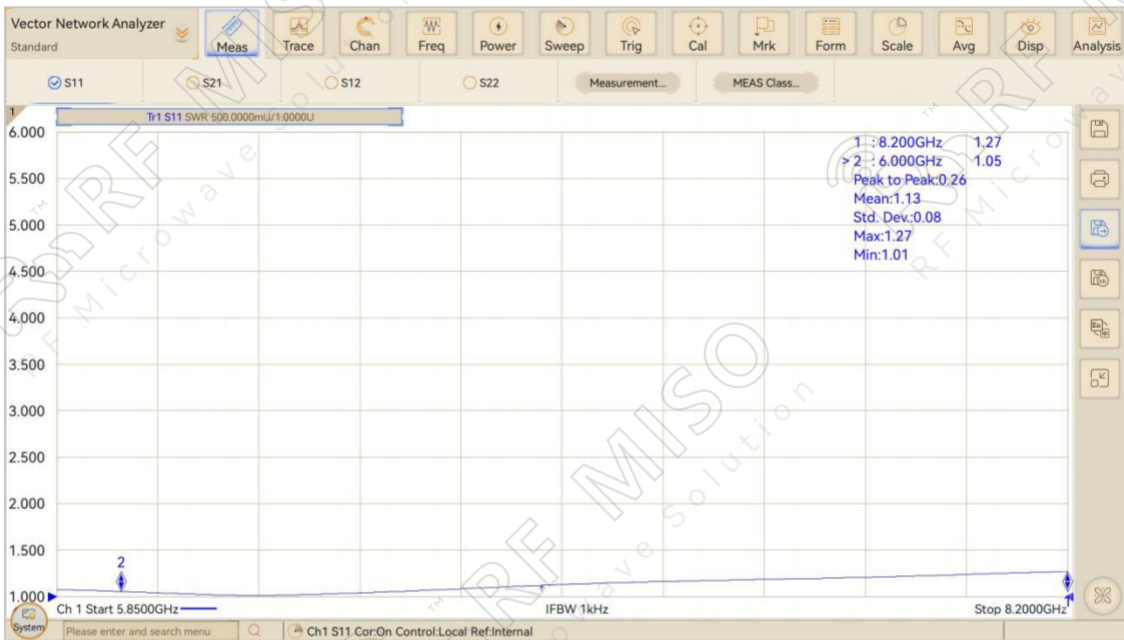 Vector Network Analyzer
Standard
Meas
Trace
Chan
Freq
Power
Sweep
Trig
Cal
Mrk
Form
Scale
Avg
Disp
Analysis
S11
S21
S12
S22
Measurement...
MEAS Class...
1
Tr1 S11 SWR 500.0000mU/1.0000U
6.000
5.500
5.000
4.500
4.000
3.500
3.000
2.500
2.000
1.500
1.000
1 :8.200GHz 1.27
>2 :6.000GHz 1.05
Peak to Peak:0.26
Mean:1.13
Std. Dev.:0.08
Max:1.27
Min:1.01
2
1
Ch 1 Start 5.8500GHz
IFBW 1kHz
Stop 8.2000GHz
System
Please enter and search menu
Ch1 S11 Cor:On Control:Local Ref:Internal
RF MISO
RF Microwave Solution
™